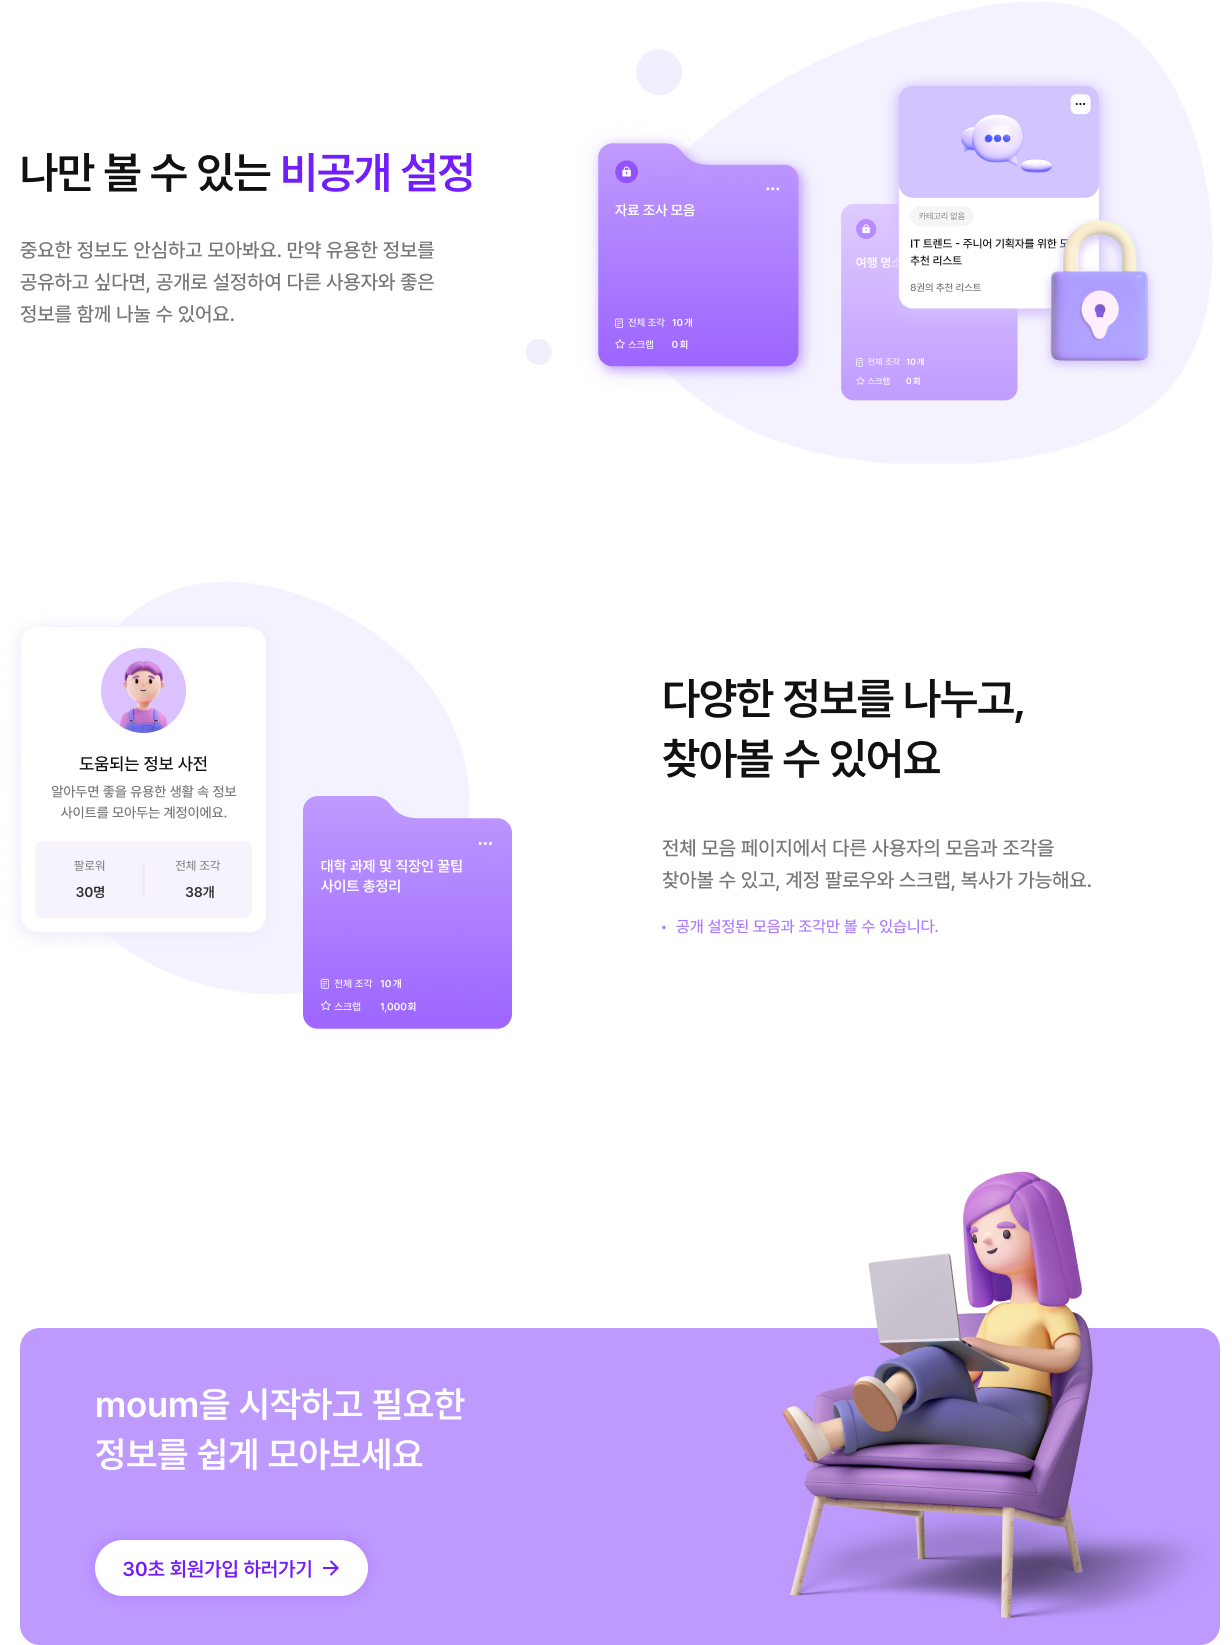 나만 볼 수 있는 비공개 설정
중요한 정보도 안심하고 모아봐요. 만약 유용한 정보를
공유하고 싶다면, 공개로 설정하여 다른 사용자와 좋은
정보를 함께 나눌 수 있어요.
자료 조사 모음
전체 조각 10개
스크랩 0회
여행
전체 조각 10개
스크랩 0회
카테고리 없음
IT 트렌드 - 주니어 기획자를 위한
추천 리스트
8권의 추천 리스트
도움되는 정보 사전
알아두면 좋을 유용한 생활 속 정보
사이트를 모아두는 계정이에요.
팔로워 전체 조각
30명 38개
대학 과제 및 직장인 꿀팁
사이트 총정리
전체 조각 10개
스크랩 1,000회
다양한 정보를 나누고,
찾아볼 수 있어요
전체 모음 페이지에서 다른 사용자의 모음과 조각을
찾아볼 수 있고, 계정 팔로우와 스크랩, 복사가 가능해요.
• 공개 설정된 모음과 조각만 볼 수 있습니다.
moum을 시작하고 필요한
정보를 쉽게 모아보세요
30초 회원가입 하러가기 →